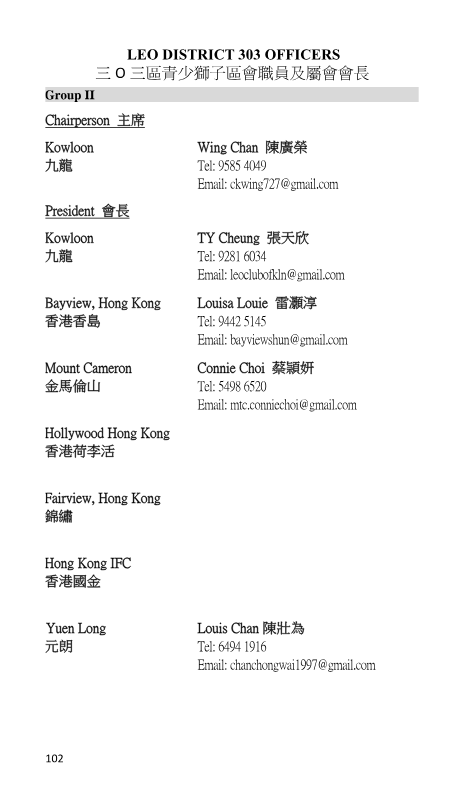 LEO DISTRICT 303 OFFICERS
三 O 三區青少獅子區會職員及屬會會長
Group II
Chairperson 主席
Kowloon Wing Chan 陳廣榮
九龍 Tel: 9585 4049
Email: ckwing727@gmail.com
President 會長
Kowloon TY Cheung 張天欣
九龍 Tel: 9281 6034
Email: leoclubofkln@gmail.com
Bayview, Hong Kong Louisa Louie 雷灝淳
香港香島 Tel: 9442 5145
Email: bayviewshun@gmail.com
Mount Cameron Connie Choi 蔡穎妍
金馬倫山 Tel: 5498 6520
Email: mtc.conniechoi@gmail.com
Hollywood Hong Kong
香港荷李活
Fairview, Hong Kong
錦繡
Hong Kong IFC
香港國金
Yuen Long Louis Chan 陳壯為
元朗 Tel: 6494 1916
Email: chanchongwai1997@gmail.com
102